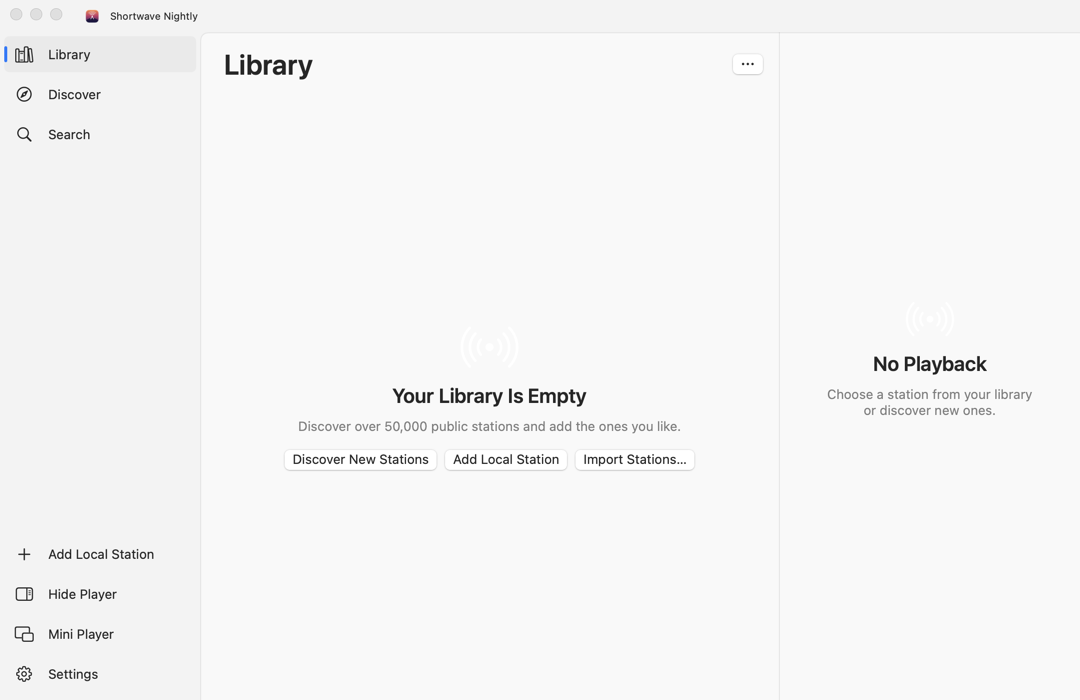 Shortwave Nightly
Library
Discover
Search
Add Local Station
Hide Player
Mini Player
Settings
Library
Your Library Is Empty
Discover over 50,000 public stations and add the ones you like.
Discover New Stations
Add Local Station
Import Stations...
No Playback
Choose a station from your library
or discover new ones.